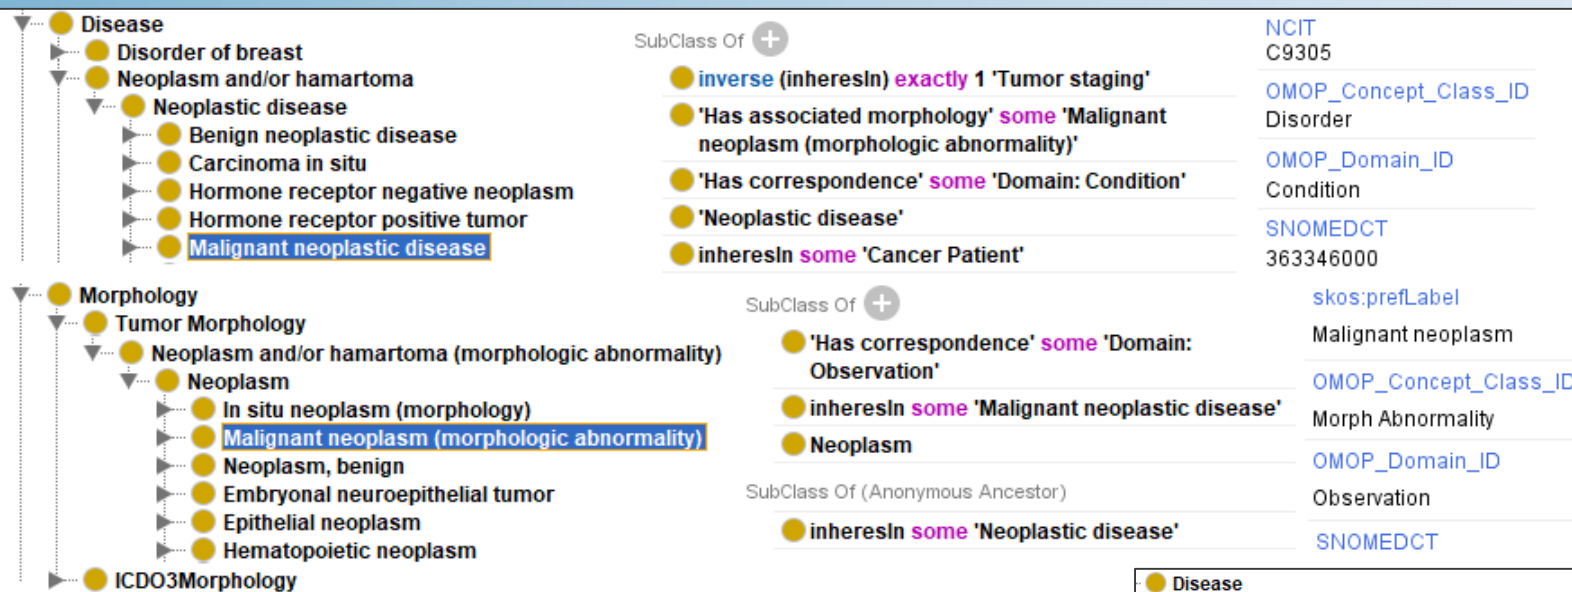 Disease
Disorder of breast
Neoplasm and/or hamartoma
Neoplastic disease
Benign neoplastic disease
Carcinoma in situ
Hormone receptor negative neoplasm
Hormone receptor positive tumor
Malignant neoplastic disease
SubClass Of
inverse (inheresIn) exactly 1 'Tumor staging'
'Has associated morphology' some 'Malignant
neoplasm (morphologic abnormality)'
'Has correspondence' some 'Domain: Condition'
'Neoplastic disease'
inheresIn some 'Cancer Patient'
NCIT
C9305
OMOP_Concept_Class_ID
Disorder
OMOP_Domain_ID
Condition
SNOMEDCT
363346000
Morphology
Tumor Morphology
Neoplasm and/or hamartoma (morphologic abnormality)
Neoplasm
In situ neoplasm (morphology)
Malignant neoplasm (morphologic abnormality)
Neoplasm, benign
Embryonal neuroepithelial tumor
Epithelial neoplasm
Hematopoietic neoplasm
ICDO3Morphology
SubClass Of
'Has correspondence' some 'Domain:
Observation'
inheresIn some 'Malignant neoplastic disease'
Neoplasm
SubClass Of (Anonymous Ancestor)
inheresIn some 'Neoplastic disease'
skos:prefLabel
Malignant neoplasm
OMOP_Concept_Class_ID
Morph Abnormality
OMOP_Domain_ID
Observation
SNOMEDCT
Disease